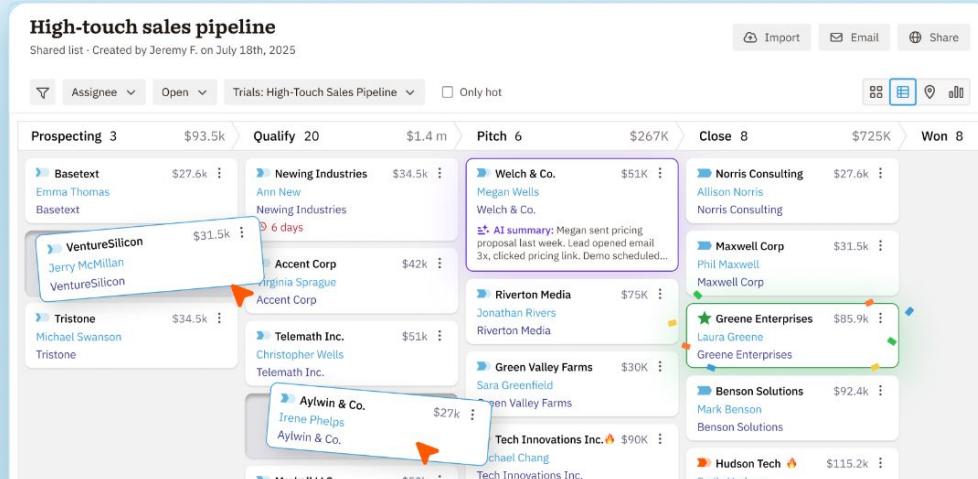 High-touch sales pipeline
Shared list · Created by Jeremy F. on July 18th, 2025
Import
Email
Share
Assignee
Open
Trials: High-Touch Sales Pipeline
Only hot
Prospecting 3 $93.5k
Qualify 20 $1.4 m
Pitch 6 $267K
Close 8 $725K
Won 8
Basetext $27.6k
Emma Thomas
Basetext
VentureSilicon $31.5k
Jerry McMillan
VentureSilicon
Tristone $34.5k
Michael Swanson
Tristone
Newing Industries $34.5k
Ann New
Newing Industries
6 days
Accent Corp $42k
Virginia Sprague
Accent Corp
Telemath Inc. $51k
Christopher Wells
Telemath Inc.
Aylwin & Co. $27k
Irene Phelps
Aylwin & Co.
Welch & Co. $51K
Megan Wells
Welch & Co.
AI summary: Megan sent pricing
proposal last week. Lead opened email
3x, clicked pricing link. Demo scheduled...
Riverton Media $75K
Jonathan Rivers
Riverton Media
Green Valley Farms $30K
Sara Greenfield
Green Valley Farms
Tech Innovations Inc. $90K
Michael Chang
Tech Innovations Inc.
Norris Consulting $27.6k
Allison Norris
Norris Consulting
Maxwell Corp $31.5k
Phil Maxwell
Maxwell Corp
Greene Enterprises $85.9k
Laura Greene
Greene Enterprises
Benson Solutions $92.4k
Mark Benson
Benson Solutions
Hudson Tech $115.2k